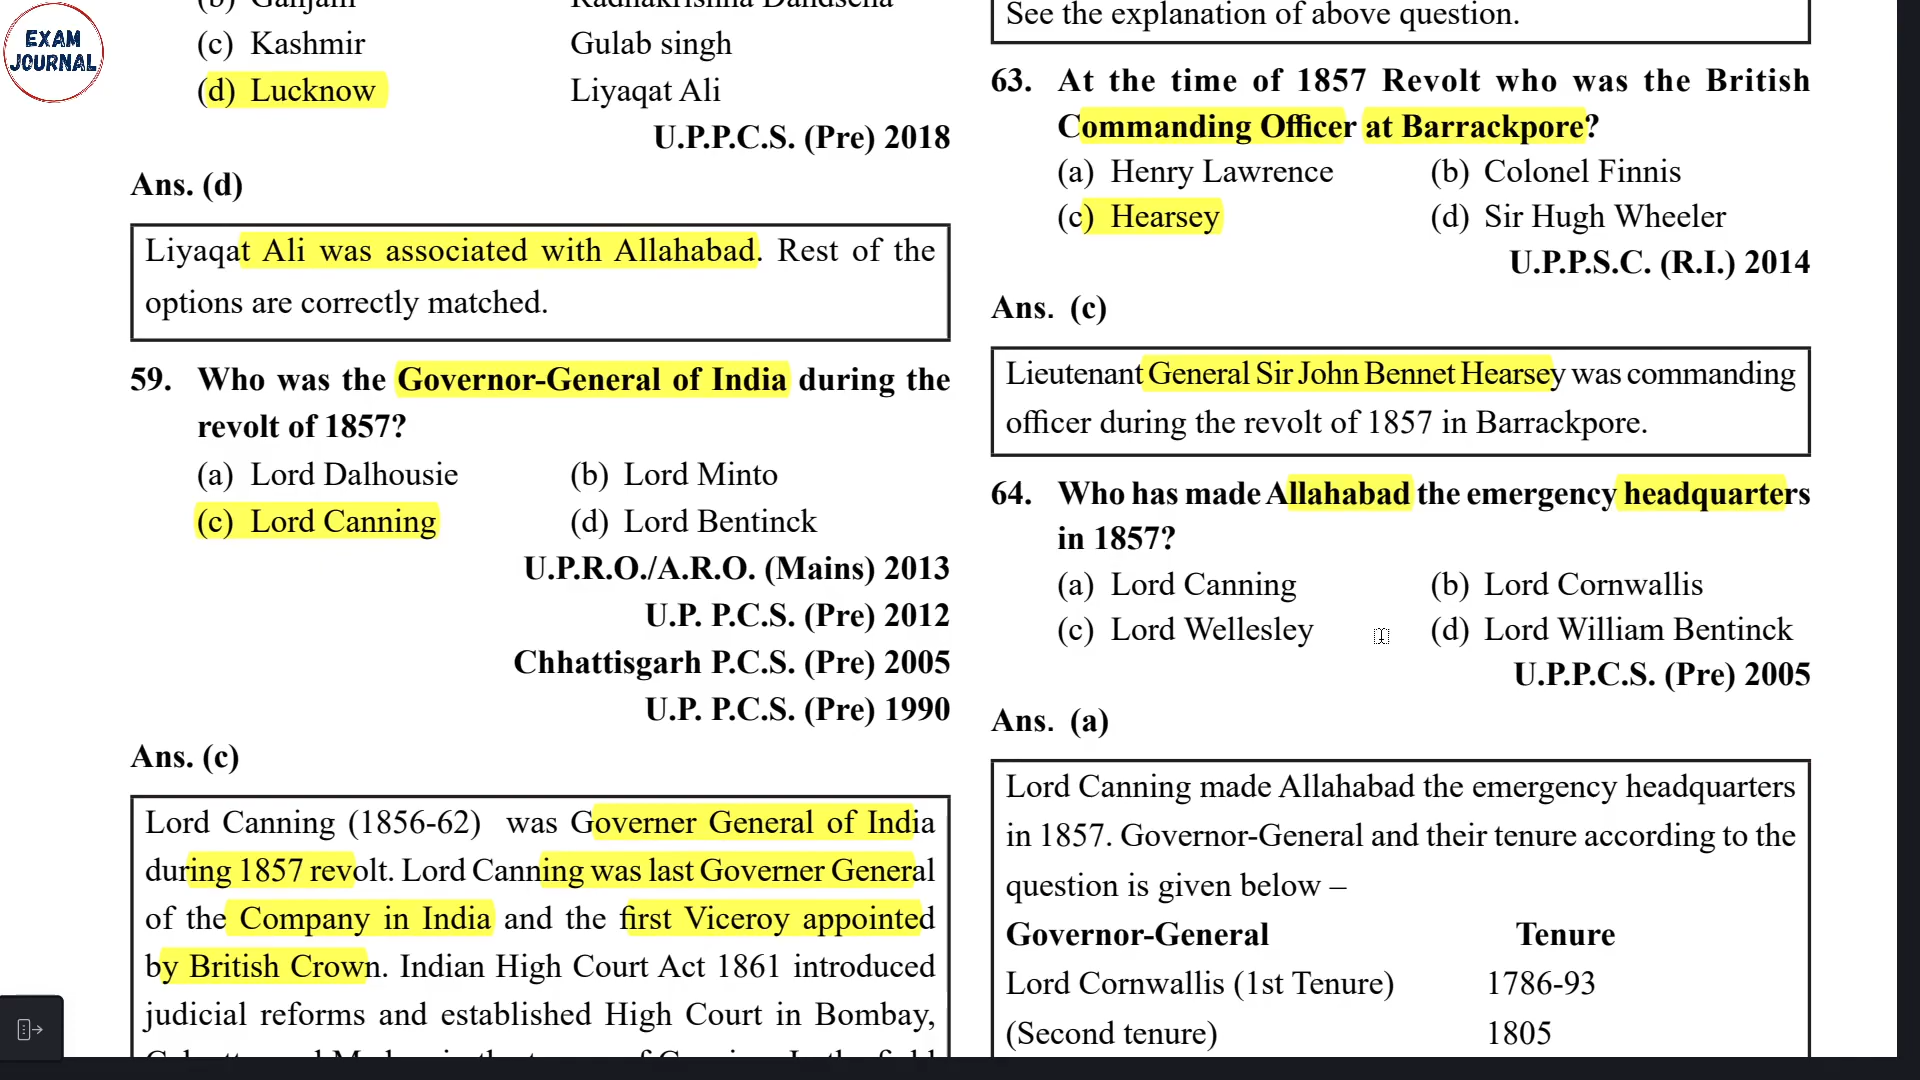 EXAM
JOURNAL
(b) Ganjam Radhakrishna Dandsena
(c) Kashmir Gulab singh
(d) Lucknow Liyaqat Ali
U.P.P.C.S. (Pre) 2018
Ans. (d)
Liyaqat Ali was associated with Allahabad. Rest of the
options are correctly matched.
59. Who was the Governor-General of India during the
revolt of 1857?
(a) Lord Dalhousie (b) Lord Minto
(c) Lord Canning (d) Lord Bentinck
U.P.R.O./A.R.O. (Mains) 2013
U.P. P.C.S. (Pre) 2012
Chhattisgarh P.C.S. (Pre) 2005
U.P. P.C.S. (Pre) 1990
Ans. (c)
Lord Canning (1856-62) was Governer General of India
during 1857 revolt. Lord Canning was last Governer General
of the Company in India and the first Viceroy appointed
by British Crown. Indian High Court Act 1861 introduced
judicial reforms and established High Court in Bombay,
See the explanation of above question.
63. At the time of 1857 Revolt who was the British
Commanding Officer at Barrackpore?
(a) Henry Lawrence (b) Colonel Finnis
(c) Hearsey (d) Sir Hugh Wheeler
U.P.P.S.C. (R.I.) 2014
Ans. (c)
Lieutenant General Sir John Bennet Hearsey was commanding
officer during the revolt of 1857 in Barrackpore.
64. Who has made Allahabad the emergency headquarters
in 1857?
(a) Lord Canning (b) Lord Cornwallis
(c) Lord Wellesley (d) Lord William Bentinck
U.P.P.C.S. (Pre) 2005
Ans. (a)
Lord Canning made Allahabad the emergency headquarters
in 1857. Governor-General and their tenure according to the
question is given below –
Governor-General Tenure
Lord Cornwallis (1st Tenure) 1786-93
(Second tenure) 1805